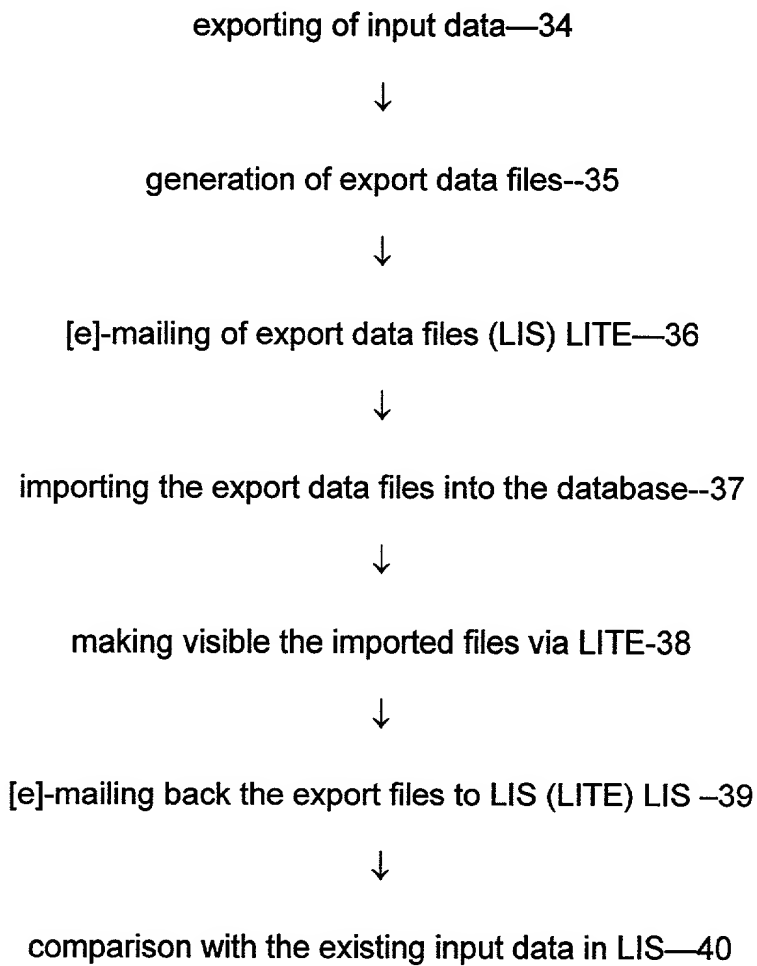 exporting of input data—34
↓
generation of export data files--35
↓
[e]-mailing of export data files (LIS) LITE—36
↓
importing the export data files into the database--37
↓
making visible the imported files via LITE-38
↓
[e]-mailing back the export files to LIS (LITE) LIS –39
↓
comparison with the existing input data in LIS—40